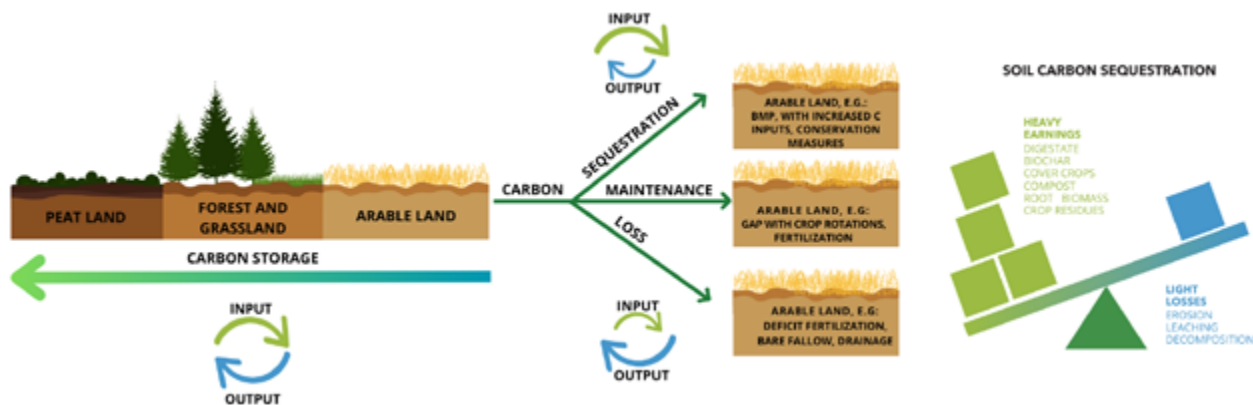 PEAT LAND
FOREST AND
GRASSLAND
ARABLE LAND
CARBON STORAGE
INPUT
OUTPUT
CARBON
SEQUESTRATION
MAINTENANCE
LOSS
INPUT
OUTPUT
INPUT
OUTPUT
ARABLE LAND, E.G.:
BMP, WITH INCREASED C
INPUTS, CONSERVATION
MEASURES
ARABLE LAND, E.G:
GAP WITH CROP ROTATIONS,
FERTILIZATION
ARABLE LAND, E.G:
DEFICIT FERTILIZATION,
BARE FALLOW, DRAINAGE
SOIL CARBON SEQUESTRATION
HEAVY
EARNINGS
DIGESTATE
BIOCHAR
COVER CROPS
COMPOST
ROOT BIOMASS
CROP RESIDUES
LIGHT
LOSSES
EROSION
LEACHING
DECOMPOSITION